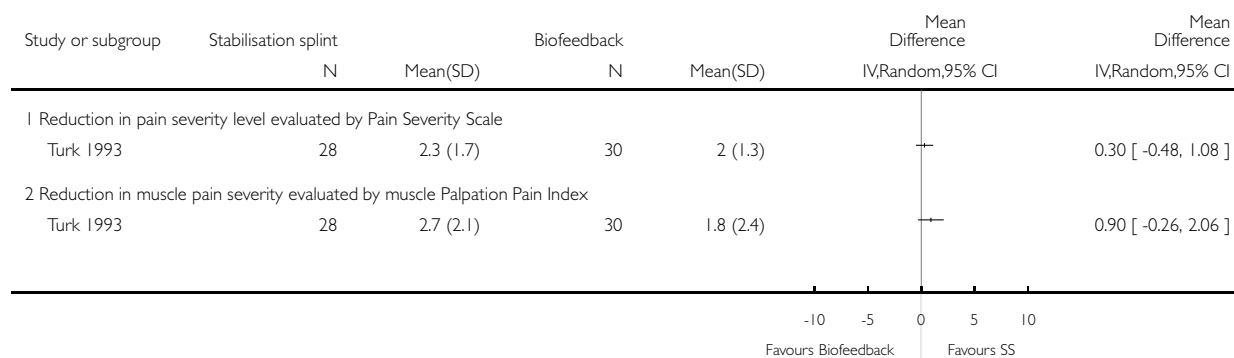 Study or subgroup Stabilisation splint Biofeedback Mean Difference Mean Difference
N Mean(SD) N Mean(SD) IV,Random,95% CI IV,Random,95% CI
1 Reduction in pain severity level evaluated by Pain Severity Scale
Turk 1993 28 2.3 (1.7) 30 2 (1.3) 0.30 [ -0.48, 1.08 ]
2 Reduction in muscle pain severity evaluated by muscle Palpation Pain Index
Turk 1993 28 2.7 (2.1) 30 1.8 (2.4) 0.90 [ -0.26, 2.06 ]
-10 -5 0 5 10
Favours Biofeedback Favours SS